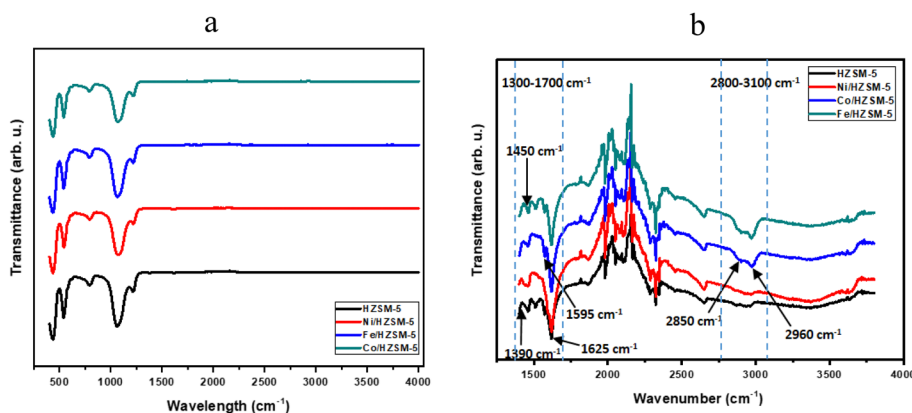 a
Transmittance (arb. u.)
HZSM-5
Ni/HZSM-5
Fe/HZSM-5
Co/HZSM-5
500 1000 1500 2000 2500 3000 3500 4000
Wavelength (cm⁻¹)
b
Transmittance (arb. u.)
1300-1700 cm⁻¹
2800-3100 cm⁻¹
HZSM-5
Ni/HZSM-5
Co/HZSM-5
Fe/HZSM-5
1450 cm⁻¹
1595 cm⁻¹
2850 cm⁻¹
2960 cm⁻¹
1390 cm⁻¹
1625 cm⁻¹
1500 2000 2500 3000 3500 4000
Wavenumber (cm⁻¹)